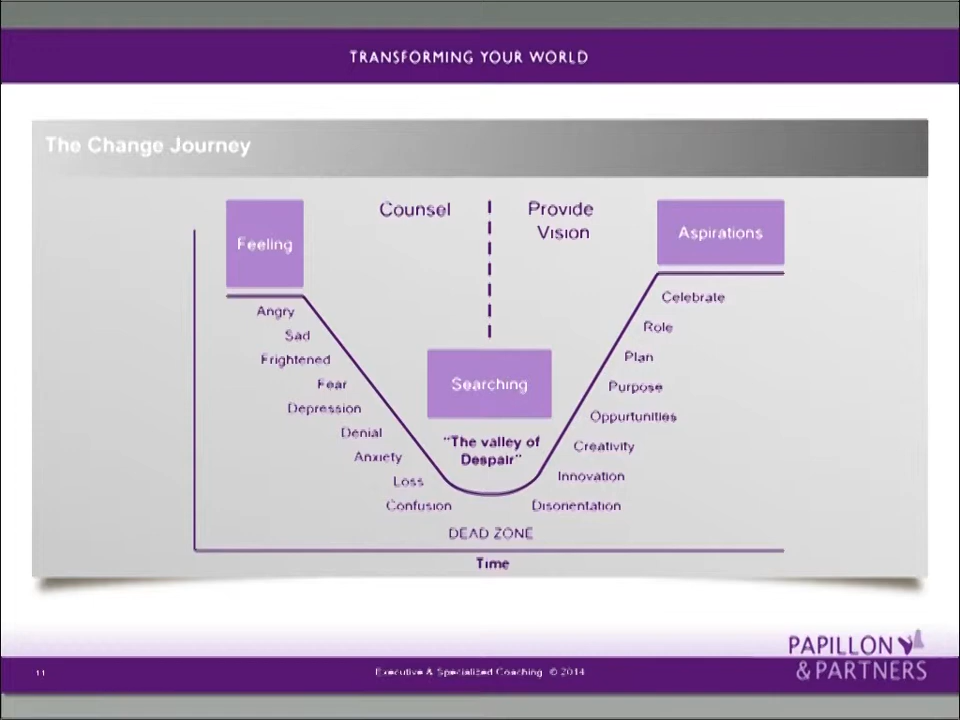 TRANSFORMING YOUR WORLD
The Change Journey
Feeling
Counsel
Provide
Vision
Aspirations
Angry
Sad
Frightened
Fear
Depression
Denial
Anxiety
Loss
Confusion
Searching
"The valley of
Despair"
Celebrate
Role
Plan
Purpose
Oppurtunities
Creativity
Innovation
Disorientation
DEAD ZONE
Time
PAPILLON
& PARTNERS
11
Executive & Specialized Coaching © 2014